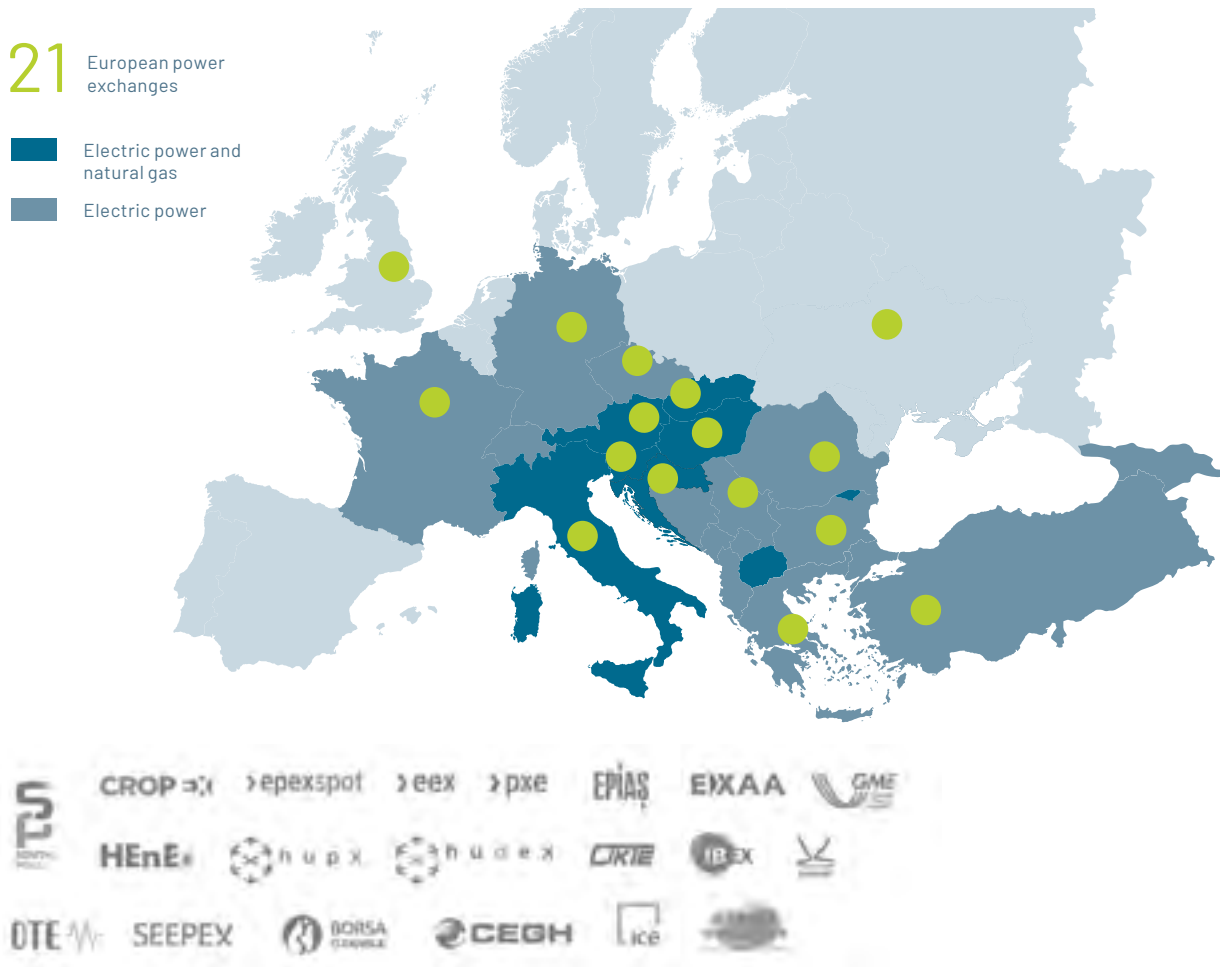 21
European power
exchanges
Electric power and
natural gas
Electric power
CROP
epexspot
eex
pxe
EPİAŞ
EXAA
GME
HEnEx
hupx
hudex
IBEX
OTE
SEEPEX
BORSA
CEGH
ice